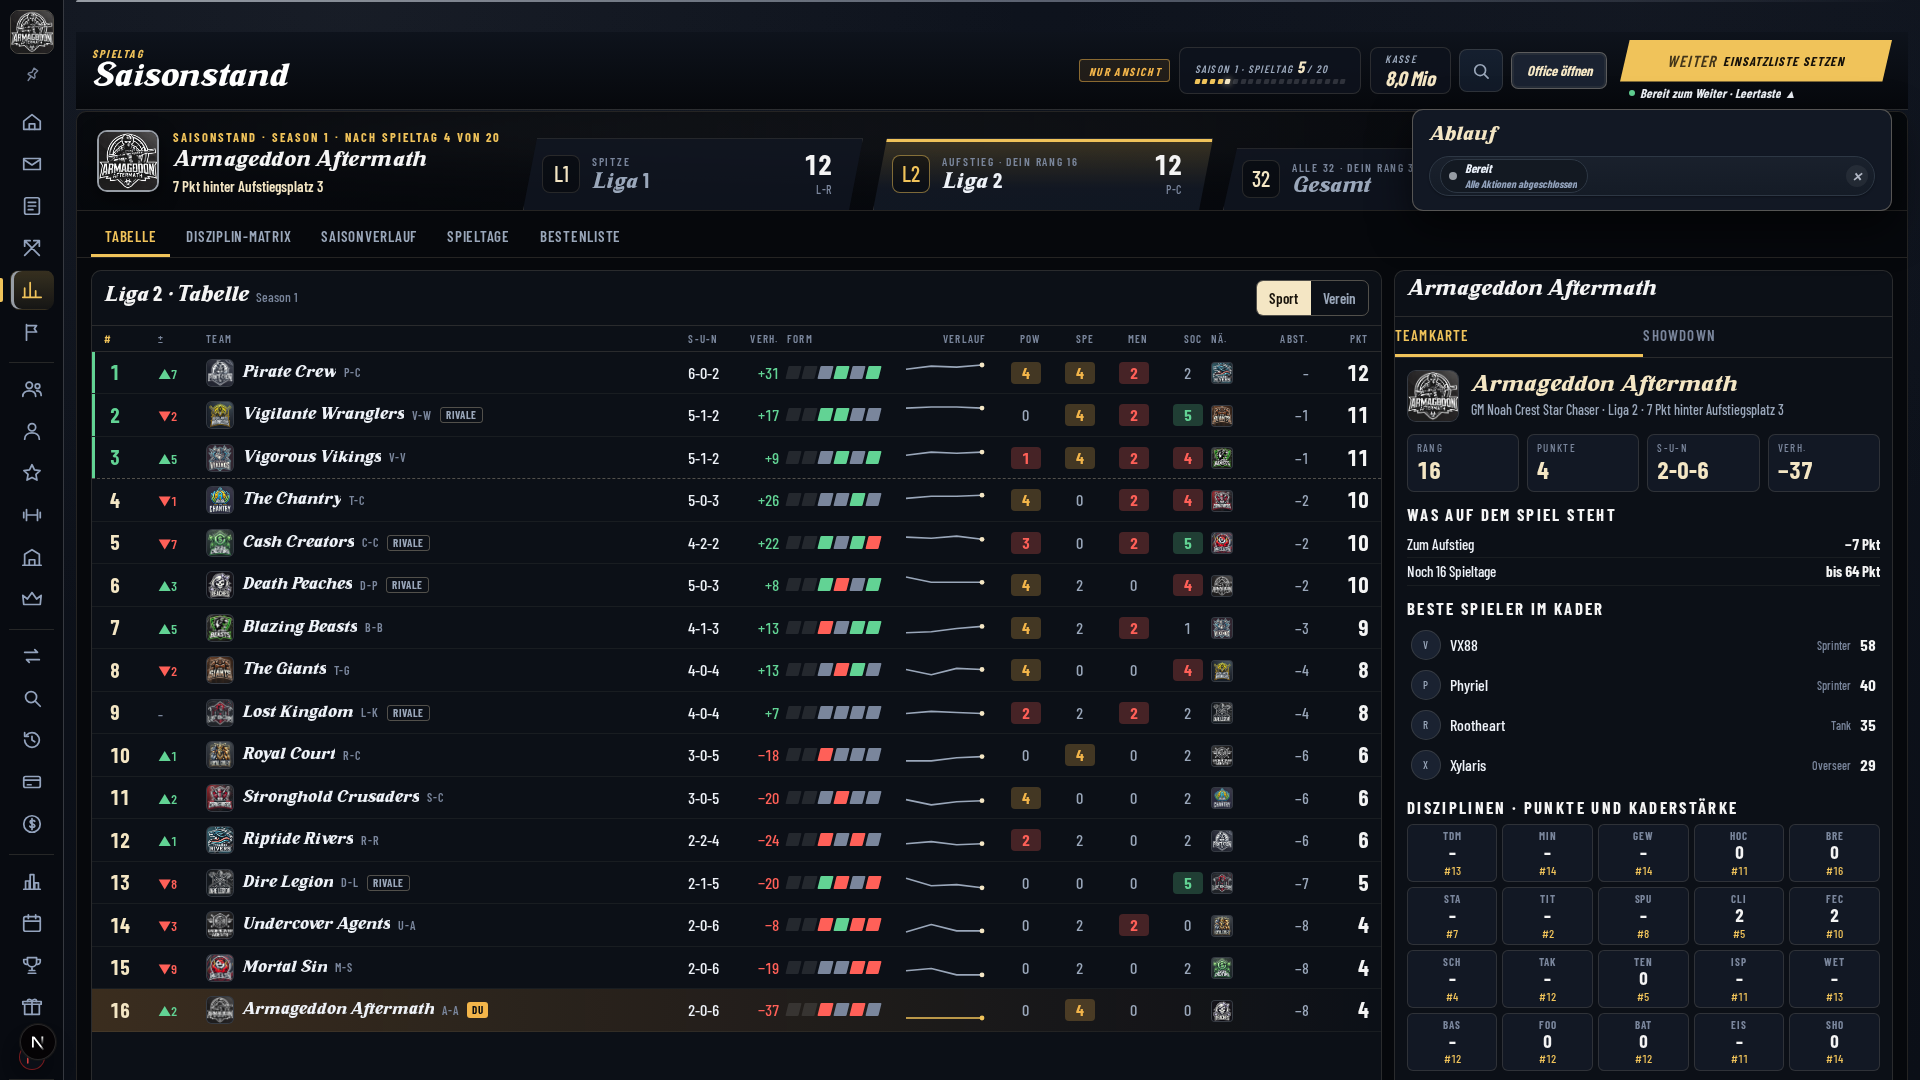 SPIELTAG
Saisonstand
NUR ANSICHT
SAISON 1 · SPIELTAG 5 / 20
KASSE
8,0 Mio
Office öffnen
WEITER EINSATZLISTE SETZEN
Bereit zum Weiter · Leertaste ▲
SAISONSTAND · SEASON 1 · NACH SPIELTAG 4 VON 20
Armageddon Aftermath
7 Pkt hinter Aufstiegsplatz 3
L1 SPITZE Liga 1 12 L-R
L2 AUFSTIEG · DEIN RANG 16 Liga 2 12 P-C
32 ALLE 32 · DEIN RANG 3 Gesamt
Ablauf
Bereit
Alle Aktionen abgeschlossen
TABELLE DISZIPLIN-MATRIX SAISONVERLAUF SPIELTAGE BESTENLISTE
Liga 2 · Tabelle Season 1
Sport Verein
# ± TEAM S-U-N VERH. FORM VERLAUF POW SPE MEN SOC NÄ. ABST. PKT
1 ▲7 Pirate Crew P-C 6-0-2 +31 4 4 2 2 – 12
2 ▼2 Vigilante Wranglers V-W RIVALE 5-1-2 +17 0 4 2 5 −1 11
3 ▲5 Vigorous Vikings V-V 5-1-2 +9 1 4 2 4 −1 11
4 ▼1 The Chantry T-C 5-0-3 +26 4 0 2 4 −2 10
5 ▼7 Cash Creators C-C RIVALE 4-2-2 +22 3 0 2 5 −2 10
6 ▲3 Death Peaches D-P RIVALE 5-0-3 +8 4 2 0 4 −2 10
7 ▲5 Blazing Beasts B-B 4-1-3 +13 4 2 2 1 −3 9
8 ▼2 The Giants T-G 4-0-4 +13 4 0 0 4 −4 8
9 – Lost Kingdom L-K RIVALE 4-0-4 +7 2 2 2 2 −4 8
10 ▲1 Royal Court R-C 3-0-5 −18 0 4 0 2 −6 6
11 ▲2 Stronghold Crusaders S-C 3-0-5 −20 4 0 0 2 −6 6
12 ▲1 Riptide Rivers R-R 2-2-4 −24 2 2 0 2 −6 6
13 ▼8 Dire Legion D-L RIVALE 2-1-5 −20 0 0 0 5 −7 5
14 ▼3 Undercover Agents U-A 2-0-6 −8 0 2 2 0 −8 4
15 ▼9 Mortal Sin M-S 2-0-6 −19 0 2 0 2 −8 4
16 ▲2 Armageddon Aftermath A-A DU 2-0-6 −37 0 4 0 0 −8 4
Armageddon Aftermath
TEAMKARTE SHOWDOWN
Armageddon Aftermath
GM Noah Crest Star Chaser · Liga 2 · 7 Pkt hinter Aufstiegsplatz 3
RANG PUNKTE S-U-N VERH.
16 4 2-0-6 −37
WAS AUF DEM SPIEL STEHT
Zum Aufstieg −7 Pkt
Noch 16 Spieltage bis 64 Pkt
BESTE SPIELER IM KADER
V VX88 Sprinter 58
P Phyriel Sprinter 40
R Rootheart Tank 35
X Xylaris Overseer 29
DISZIPLINEN · PUNKTE UND KADERSTÄRKE
TDM MIN GEW HOC BRE
– – – 0 0
#13 #14 #14 #11 #16
STA TIT SPU CLI FEC
– – – 2 2
#7 #2 #8 #5 #10
SCH TAK TEN ISP WET
– – 0 – –
#4 #12 #5 #11 #13
BAS FOO BAT EIS SHO
– 0 0 – 0
#12 #12 #12 #11 #14
N